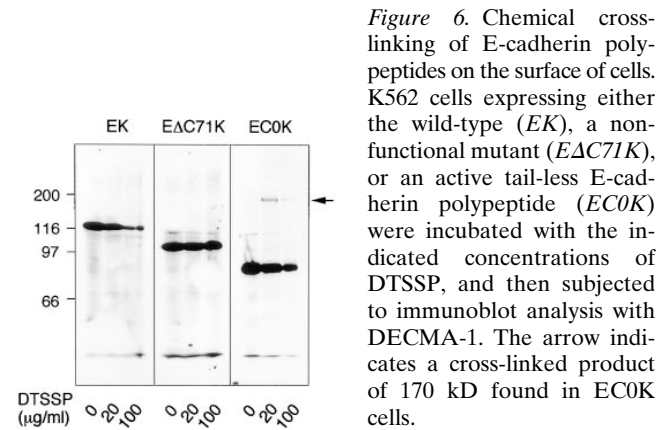 EK EΔC71K EC0K
200
116
97
66
DTSSP
(μg/ml)
0 20 100 0 20 100 0 20 100
Figure 6. Chemical cross-
linking of E-cadherin poly-
peptides on the surface of cells.
K562 cells expressing either
the wild-type (EK), a non-
functional mutant (EΔC71K),
or an active tail-less E-cad-
herin polypeptide (EC0K)
were incubated with the in-
dicated concentrations of
DTSSP, and then subjected
to immunoblot analysis with
DECMA-1. The arrow indi-
cates a cross-linked product
of 170 kD found in EC0K
cells.